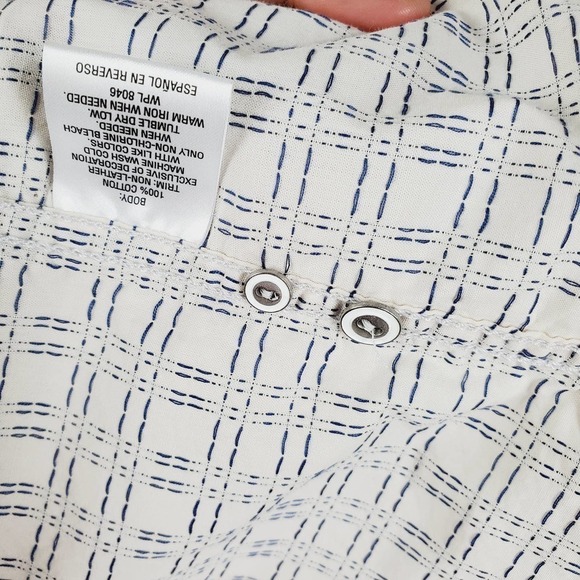 BODY:
100% COTTON
TRIM: NON-LEATHER
EXCLUSIVE OF DECORATION
MACHINE WASH COLD
WITH LIKE COLORS.
ONLY NON-CHLORINE BLEACH
WHEN NEEDED
TUMBLE DRY LOW.
WARM IRON WHEN NEEDED.
WPL 8046
ESPAÑOL EN REVERSO